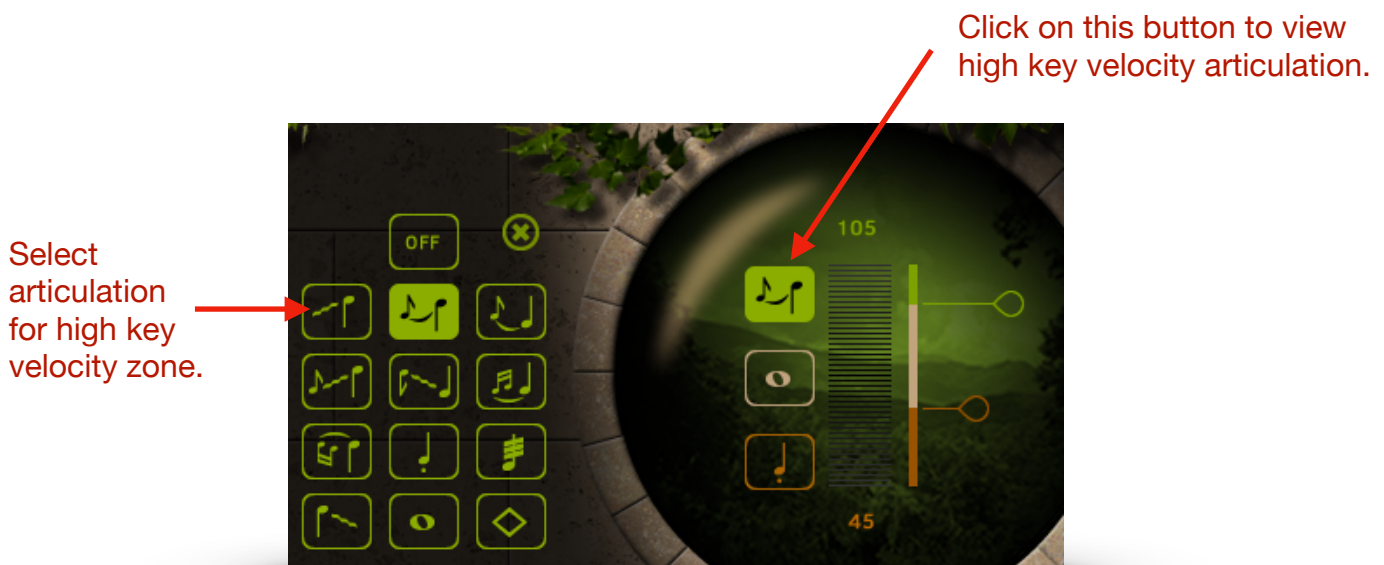 Click on this button to view
high key velocity articulation.
OFF
105
Select
articulation
for high key
velocity zone.
45